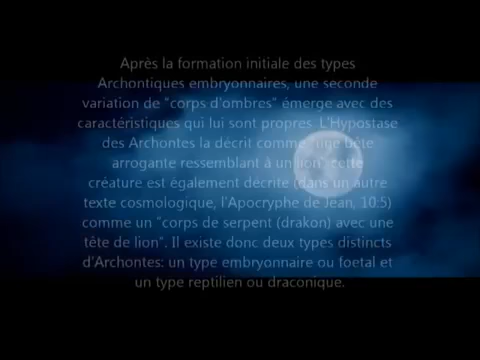 Après la formation initiale des types
Archontiques embryonnaires, une seconde
variation de "corps d'ombres" émerge avec des
caractéristiques qui lui sont propres. L'Hypostase
des Archontes la décrit comme "une bête
arrogante ressemblant à un lion", cette
créature est également décrite (dans un autre
texte cosmologique, l'Apocryphe de Jean, 10:5)
comme un "corps de serpent (drakon) avec une
tête de lion". Il existe donc deux types distincts
d'Archontes: un type embryonnaire ou foetal et
un type reptilien ou draconique.